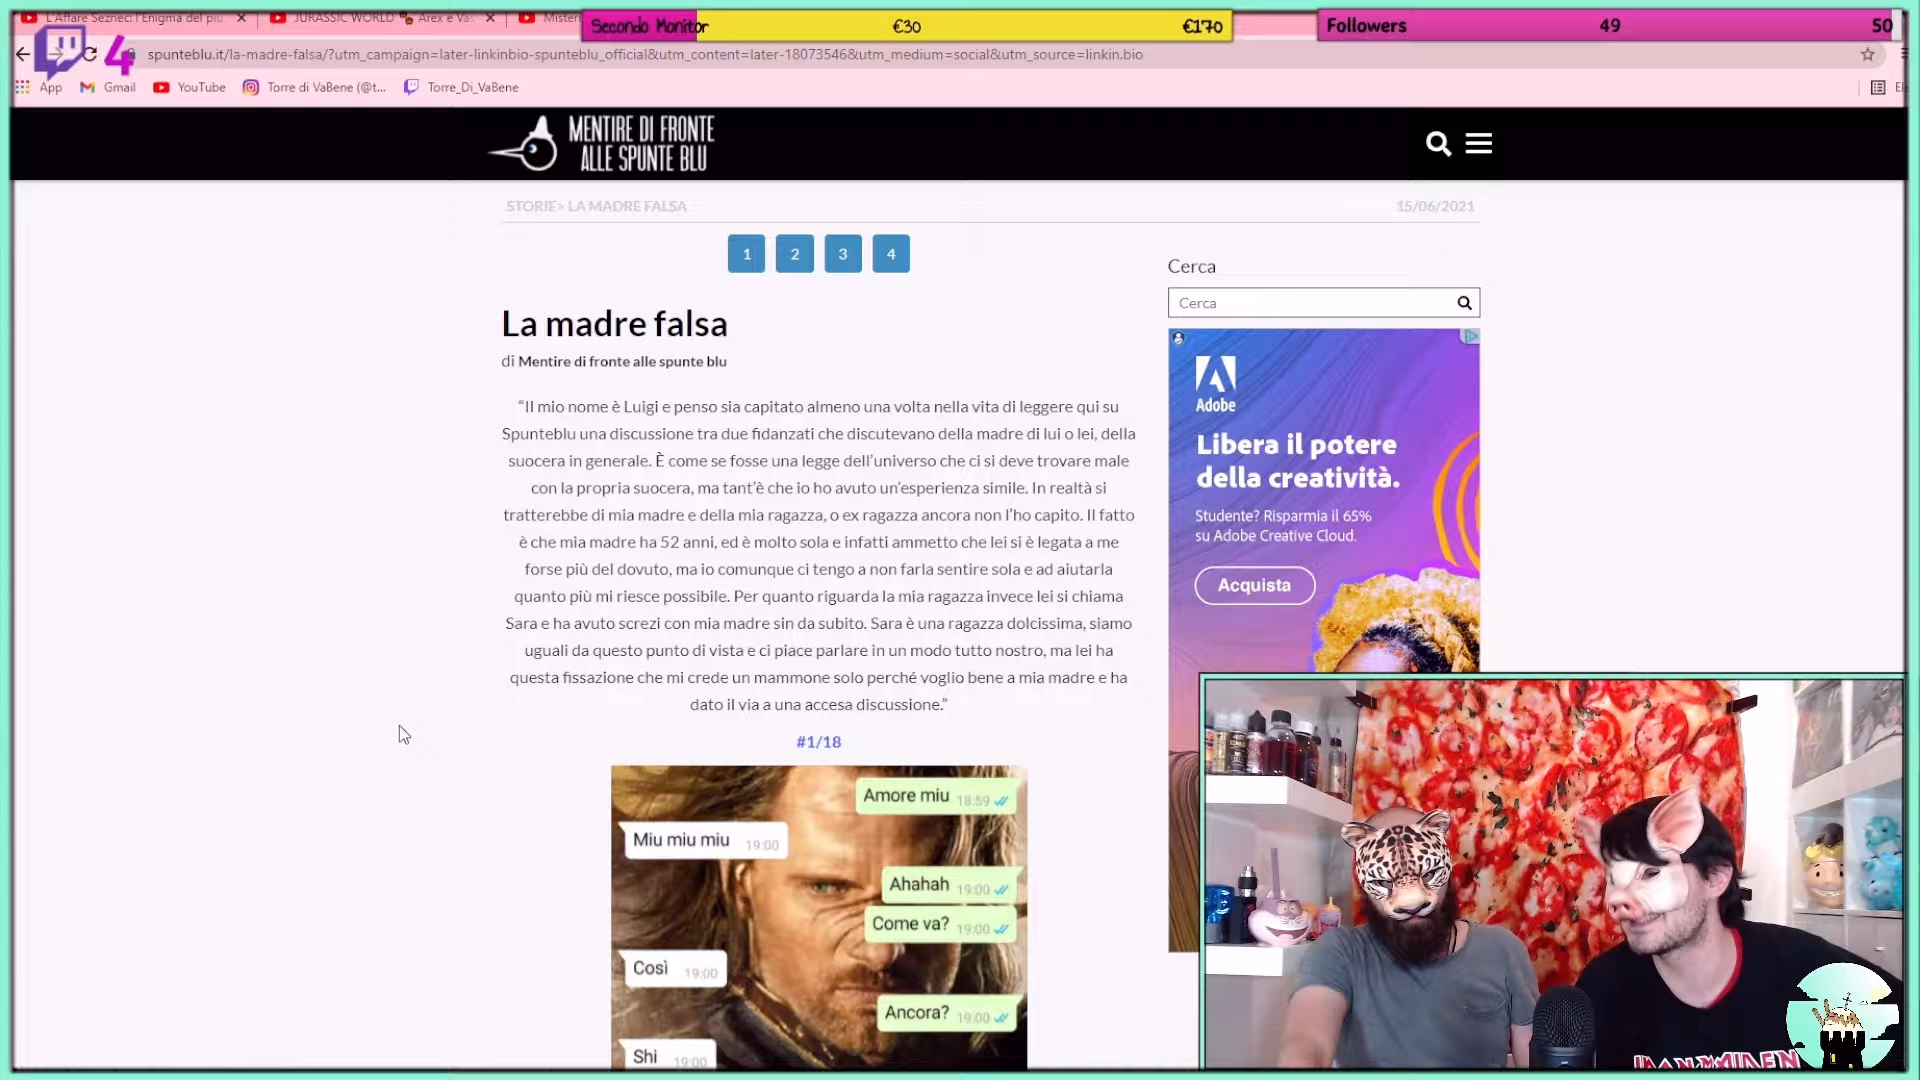 L'Affare Seznec: l'Enigma del più
JURASSIC WORLD
Arex e Vas
Misteri
Secondo Monitor
€30
€170
Followers
49
50
4
spunteblu.it/la-madre-falsa/?utm_campaign=later-linkinbio-spunteblu_official&utm_content=later-18073546&utm_medium=social&utm_source=linkin.bio
App
Gmail
YouTube
Torre di VaBene (@t...
Torre_Di_VaBene
MENTIRE DI FRONTE
ALLE SPUNTE BLU
STORIE> LA MADRE FALSA
15/06/2021
1 2 3 4
La madre falsa
di Mentire di fronte alle spunte blu
“Il mio nome è Luigi e penso sia capitato almeno una volta nella vita di leggere qui su
Spunteblu una discussione tra due fidanzati che discutevano della madre di lui o lei, della
suocera in generale. È come se fosse una legge dell’universo che ci si deve trovare male
con la propria suocera, ma tant’è che io ho avuto un’esperienza simile. In realtà si
tratterebbe di mia madre e della mia ragazza, o ex ragazza ancora non l’ho capito. Il fatto
è che mia madre ha 52 anni, ed è molto sola e infatti ammetto che lei si è legata a me
forse più del dovuto, ma io comunque ci tengo a non farla sentire sola e ad aiutarla
quanto più mi riesce possibile. Per quanto riguarda la mia ragazza invece lei si chiama
Sara e ha avuto screzi con mia madre sin da subito. Sara è una ragazza dolcissima, siamo
uguali da questo punto di vista e ci piace parlare in un modo tutto nostro, ma lei ha
questa fissazione che mi crede un mammone solo perché voglio bene a mia madre e ha
dato il via a una accesa discussione.”
#1/18
Amore miu 18:59
Miu miu miu 19:00
Ahahah 19:00
Come va? 19:00
Così 19:00
Ancora? 19:00
Shi 19:00
Cerca
Cerca
Adobe
Libera il potere
della creatività.
Studente? Risparmia il 65%
su Adobe Creative Cloud.
Acquista
IRON MAIDEN